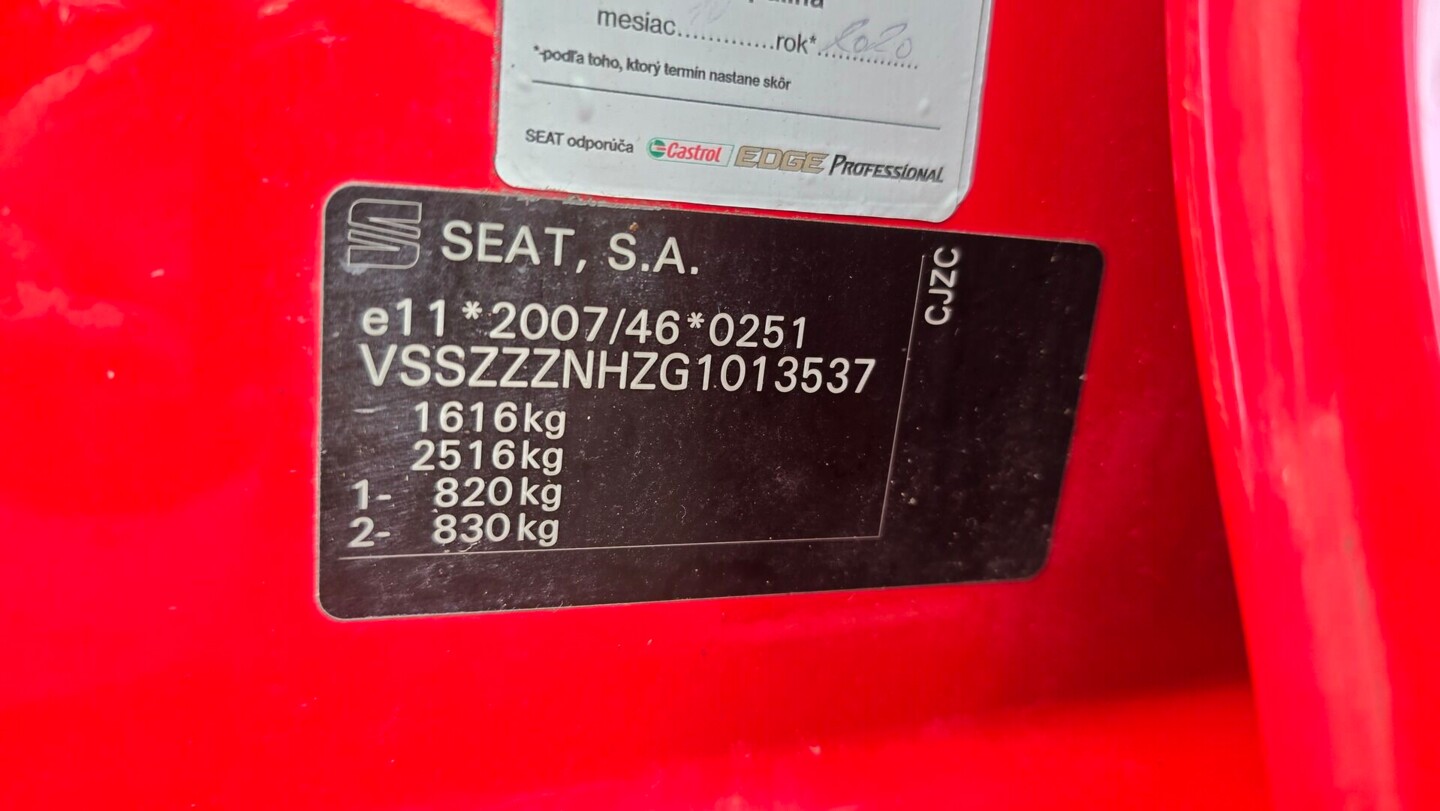 mesiac.............rok* 2020
*-podľa toho, ktorý termín nastane skôr
SEAT odporúča Castrol EDGE PROFESSIONAL
SEAT, S.A.
CJZC
e11*2007/46*0251
VSSZZZNHZG1013537
1616kg
2516kg
1- 820kg
2- 830kg